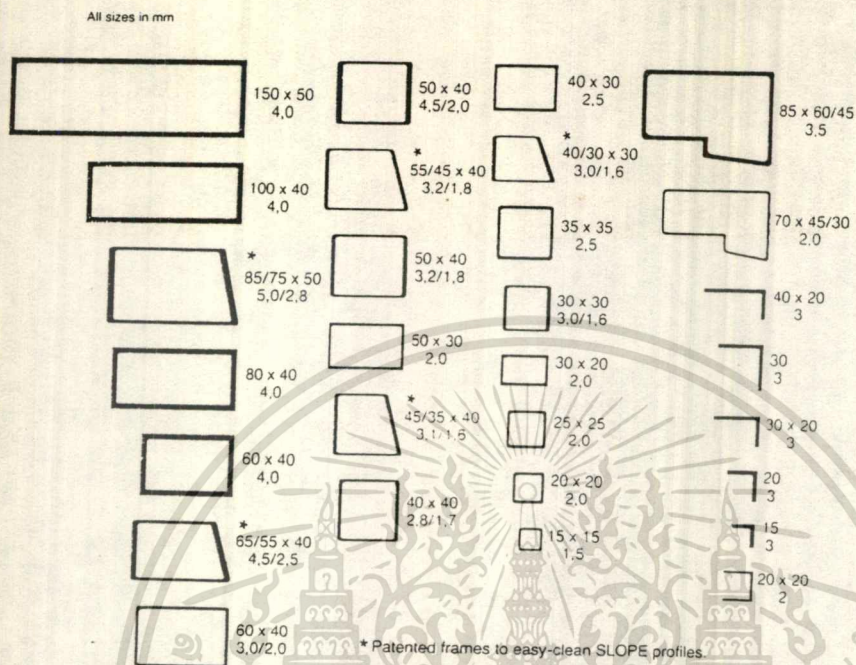 All sizes in mm
150 x 50
4,0
100 x 40
4,0
*
85/75 x 50
5,0/2,8
80 x 40
4,0
60 x 40
4,0
*
65/55 x 40
4,5/2,5
60 x 40
3,0/2,0
50 x 40
4,5/2,0
*
55/45 x 40
3,2/1,8
50 x 40
3,2/1,8
50 x 30
2,0
*
45/35 x 40
3,1/1,6
40 x 40
2,8/1,7
40 x 30
2,5
*
40/30 x 30
3,0/1,6
35 x 35
2,5
30 x 30
3,0/1,6
30 x 20
2,0
25 x 25
2,0
20 x 20
2,0
15 x 15
1,5
85 x 60/45
3,5
70 x 45/30
2,0
40 x 20
3
30
3
30 x 20
3
20
3
15
3
20 x 20
2
* Patented frames to easy-clean SLOPE profiles.